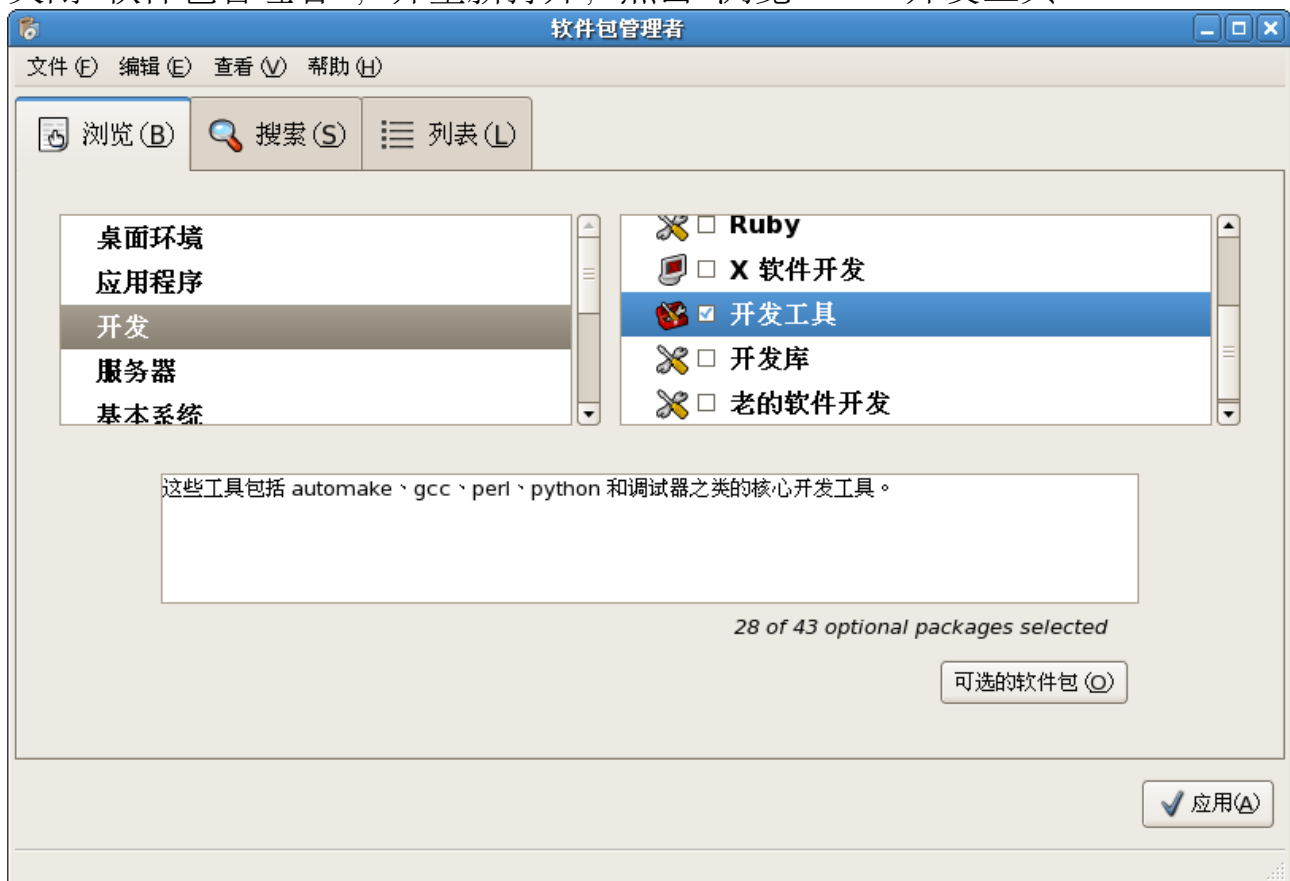 软件包管理者
文件(F) 编辑(E) 查看(V) 帮助(H)
浏览(B) 搜索(S) 列表(L)
桌面环境
应用程序
开发
服务器
基本系统
Ruby
X 软件开发
开发工具
开发库
老的软件开发
这些工具包括 automake、gcc、perl、python 和调试器之类的核心开发工具。
28 of 43 optional packages selected
可选的软件包(O)
应用(A)